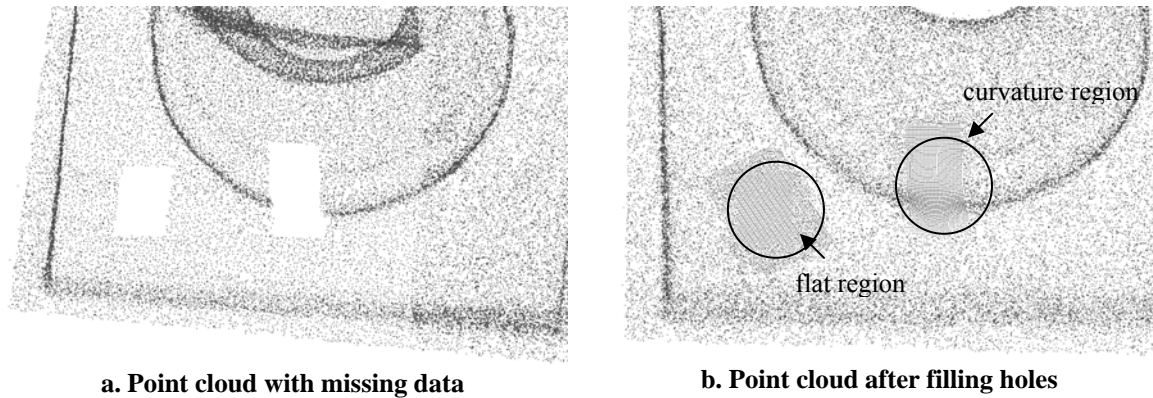 curvature region
flat region
a. Point cloud with missing data
b. Point cloud after filling holes